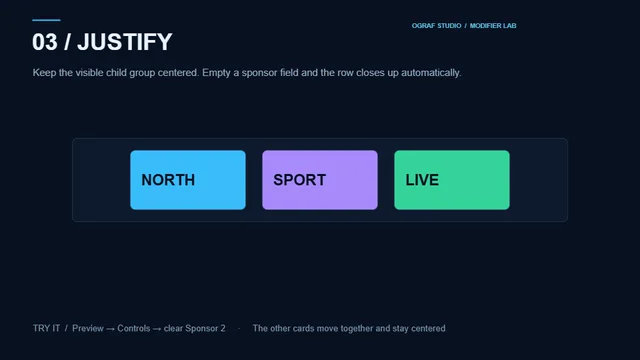 OGRAF STUDIO / MODIFIER LAB
03 / JUSTIFY
Keep the visible child group centered. Empty a sponsor field and the row closes up automatically.
NORTH
SPORT
LIVE
TRY IT / Preview → Controls → clear Sponsor 2 · The other cards move together and stay centered